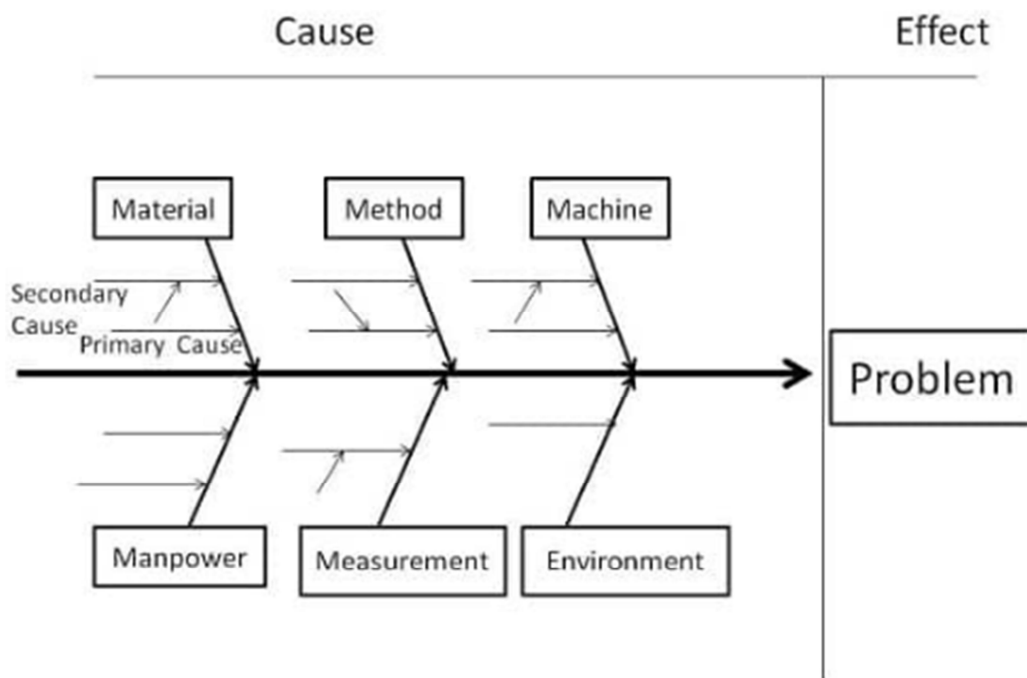 Cause
Effect
Material
Method
Machine
Secondary
Cause
Primary Cause
Problem
Manpower
Measurement
Environment